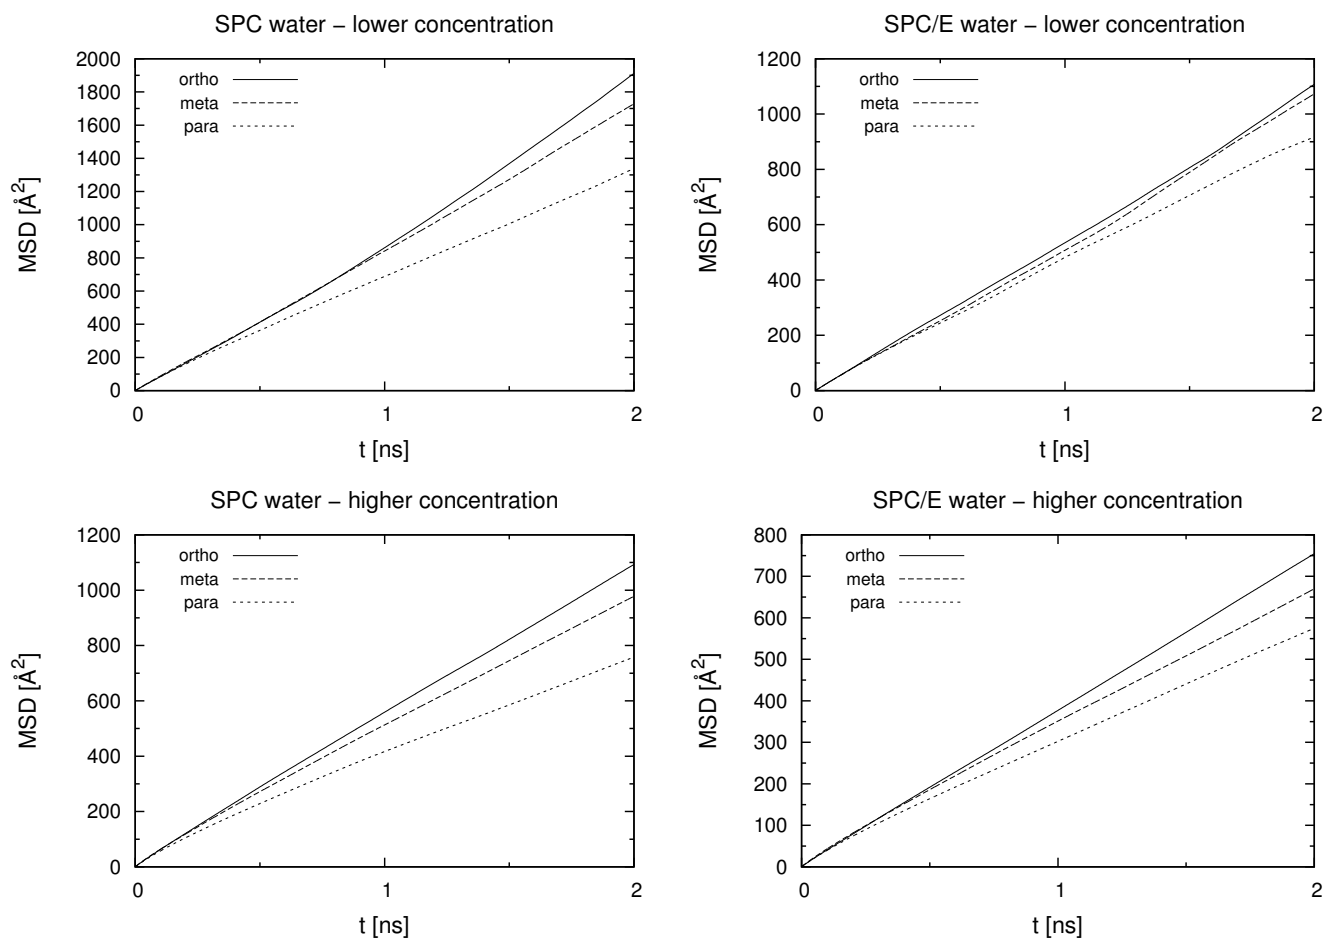 SPC water – lower concentration
2000
1800
1600
1400
1200
1000
800
600
400
200
0
MSD [Å²]
ortho
meta
para
0
1
2
t [ns]
SPC/E water – lower concentration
1200
1000
800
600
400
200
0
MSD [Å²]
ortho
meta
para
0
1
2
t [ns]
SPC water – higher concentration
1200
1000
800
600
400
200
0
MSD [Å²]
ortho
meta
para
0
1
2
t [ns]
SPC/E water – higher concentration
800
700
600
500
400
300
200
100
0
MSD [Å²]
ortho
meta
para
0
1
2
t [ns]